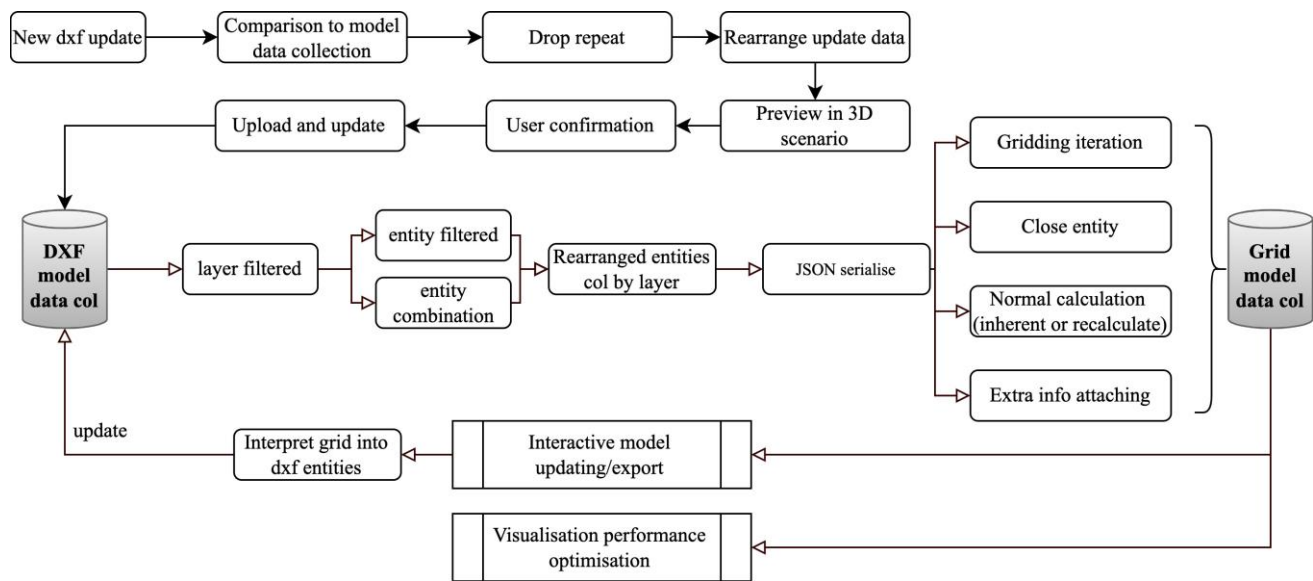 New dxf update
Comparison to model
data collection
Drop repeat
Rearrange update data
Upload and update
User confirmation
Preview in 3D
scenario
Gridding iteration
DXF
model
data col
layer filtered
entity filtered
entity
combination
Rearranged entities
col by layer
JSON serialise
Close entity
Normal calculation
(inherent or recalculate)
Extra info attaching
Grid
model
data col
update
Interpret grid into
dxf entities
Interactive model
updating/export
Visualisation performance
optimisation